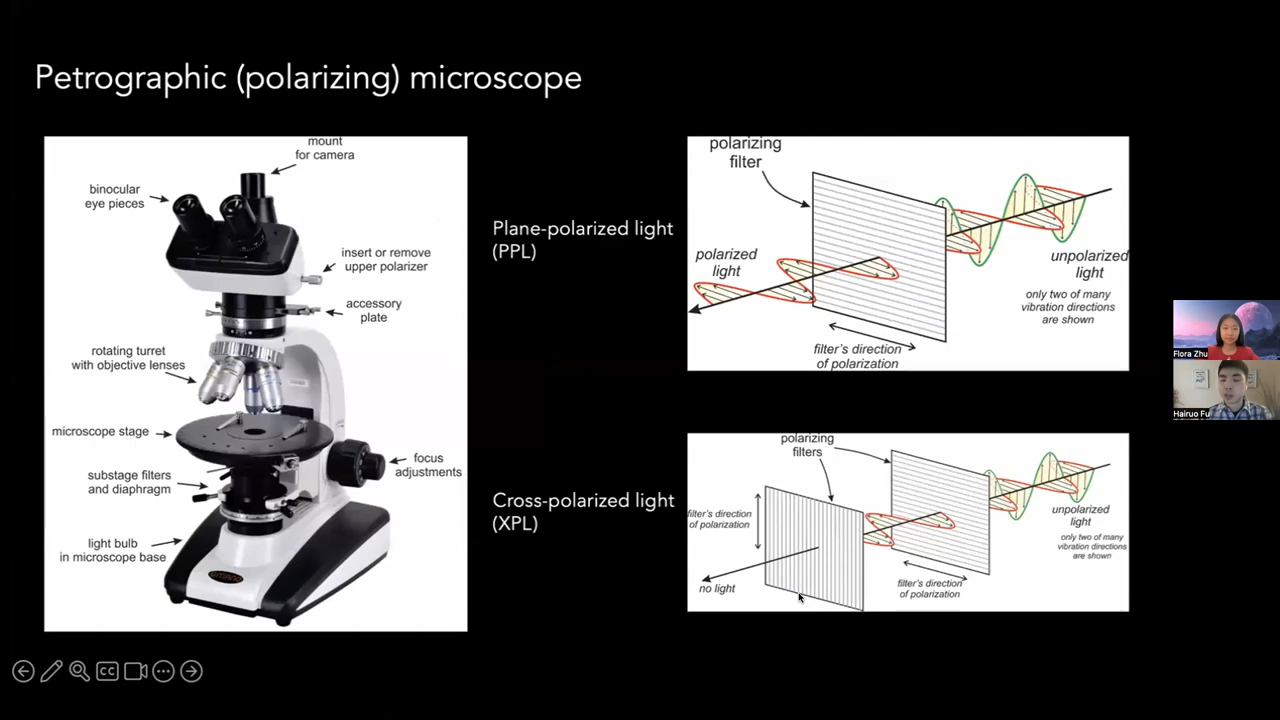 Petrographic (polarizing) microscope
mount
for camera
binocular
eye pieces
insert or remove
upper polarizer
accessory
plate
rotating turret
with objective lenses
microscope stage
substage filters
and diaphragm
focus
adjustments
light bulb
in microscope base
Plane-polarized light
(PPL)
polarizing
filter
polarized
light
unpolarized
light
only two of many
vibration directions
are shown
filter's direction
of polarization
Cross-polarized light
(XPL)
polarizing
filters
filter's direction
of polarization
unpolarized
light
only two of many
vibration directions
are shown
no light
filter's direction
of polarization
Flora Zhu
Hairuo Fu
CC